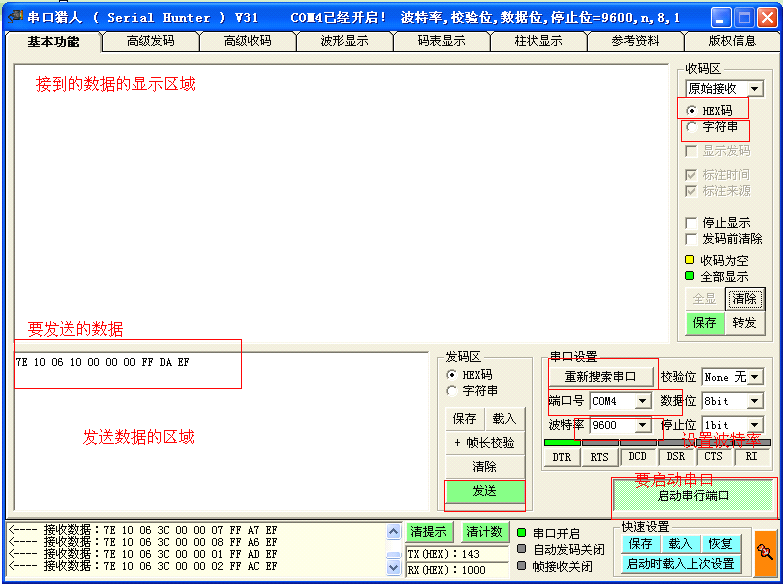 串口猎人 ( Serial Hunter ) V31 COM4已经开启! 波特率,校验位,数据位,停止位=9600,n,8,1
基本功能 高级发码 高级收码 波形显示 码表显示 柱状显示 参考资料 版权信息
接到的数据的显示区域
收码区
原始接收
HEX码
字符串
显示发码
标注时间
标注来源
停止显示
发码前清除
收码为空
全部显示
全显 清除
保存 转发
要发送的数据
7E 10 06 10 00 00 00 FF DA EF
发送数据的区域
发码区
HEX码
字符串
保存 载入
+ 帧长校验
清除
发送
串口设置
重新搜索串口 校验位 None 无
端口号 COM4 数据位 8bit
波特率 9600 停止位 1bit
设置波特率
DTR RTS DCD DSR CTS RI
要启动串口
启动串行端口
<---- 接收数据：7E 10 06 3C 00 00 07 FF A7 EF
<---- 接收数据：7E 10 06 3C 00 00 08 FF A6 EF
<---- 接收数据：7E 10 06 3C 00 00 01 FF AD EF
<---- 接收数据：7E 10 06 3C 00 00 02 FF AC EF
清提示 清计数
TX(HEX)：143
RX(HEX)：1000
串口开启
自动发码关闭
帧接收关闭
快速设置
保存 载入 恢复
启动时载入上次设置